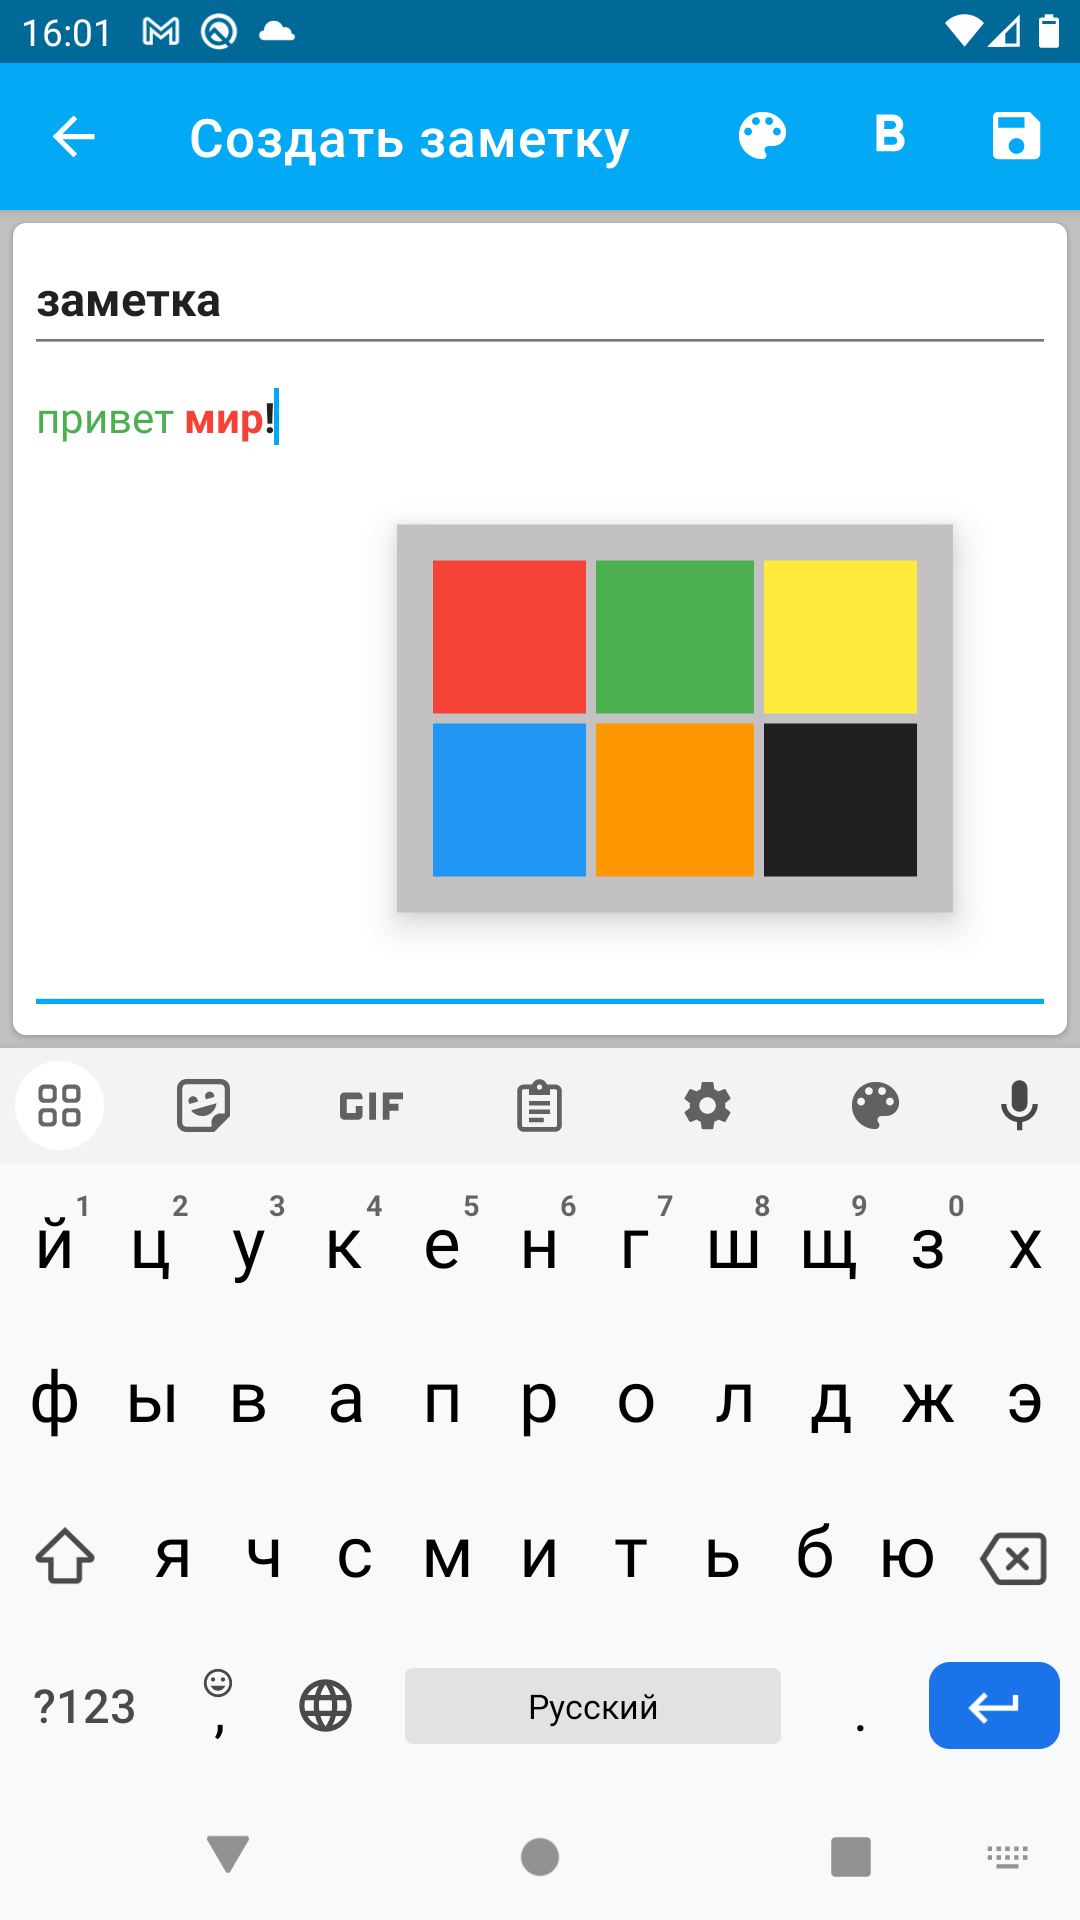 16:01
Создать заметку B
заметка
привет мир!
GIF
1 2 3 4 5 6 7 8 9 0
й ц у к е н г ш щ з х
ф ы в а п р о л д ж э
я ч с м и т ь б ю
?123 , Русский .